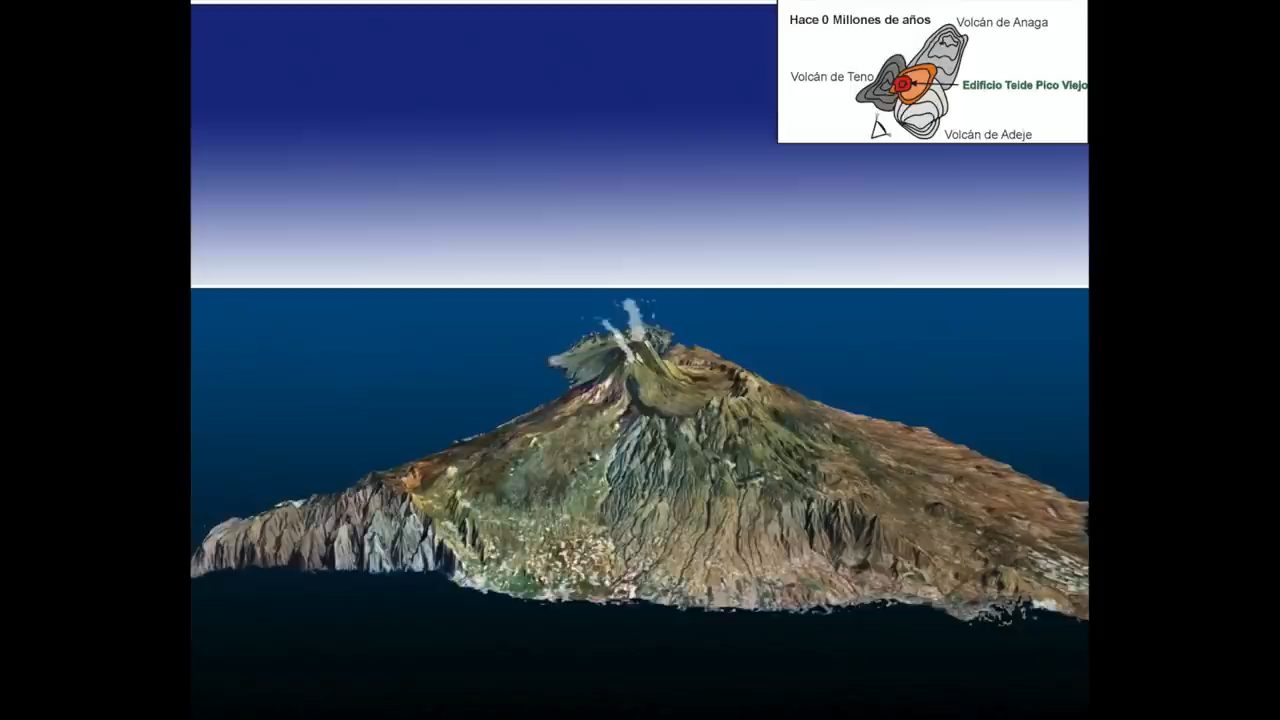 Hace 0 Millones de años
Volcán de Anaga
Volcán de Teno
Edificio Teide Pico Viejo
Volcán de Adeje